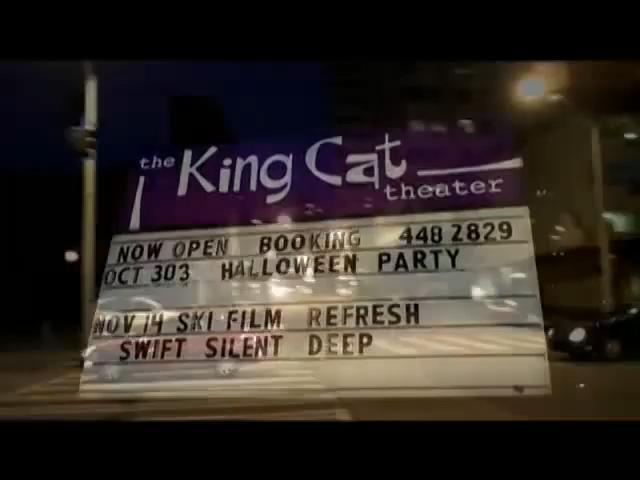 the King Cat theater
NOW OPEN BOOKING 448 2829
OCT 303 HALLOWEEN PARTY
NOV 14 SKI FILM REFRESH
SWIFT SILENT DEEP